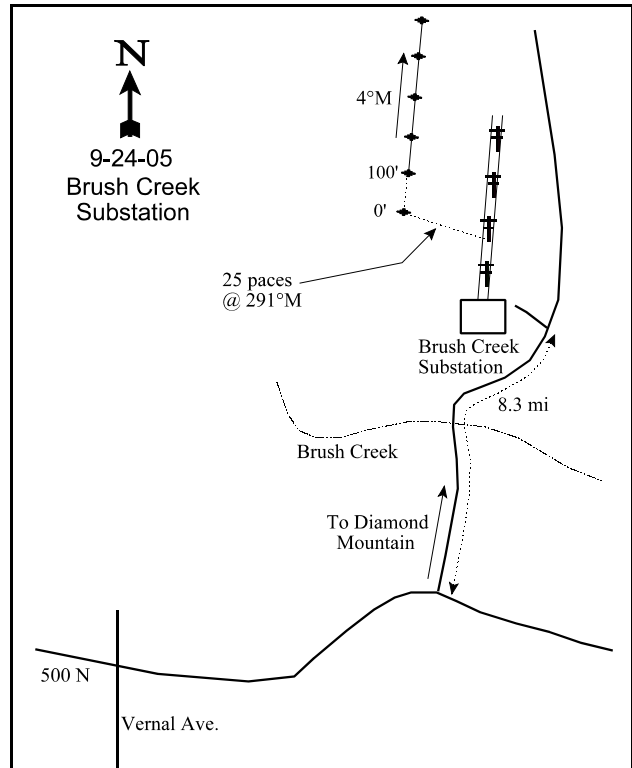 N
9-24-05
Brush Creek
Substation
4°M
100'
0'
25 paces
@ 291°M
Brush Creek
Substation
8.3 mi
Brush Creek
To Diamond
Mountain
500 N
Vernal Ave.